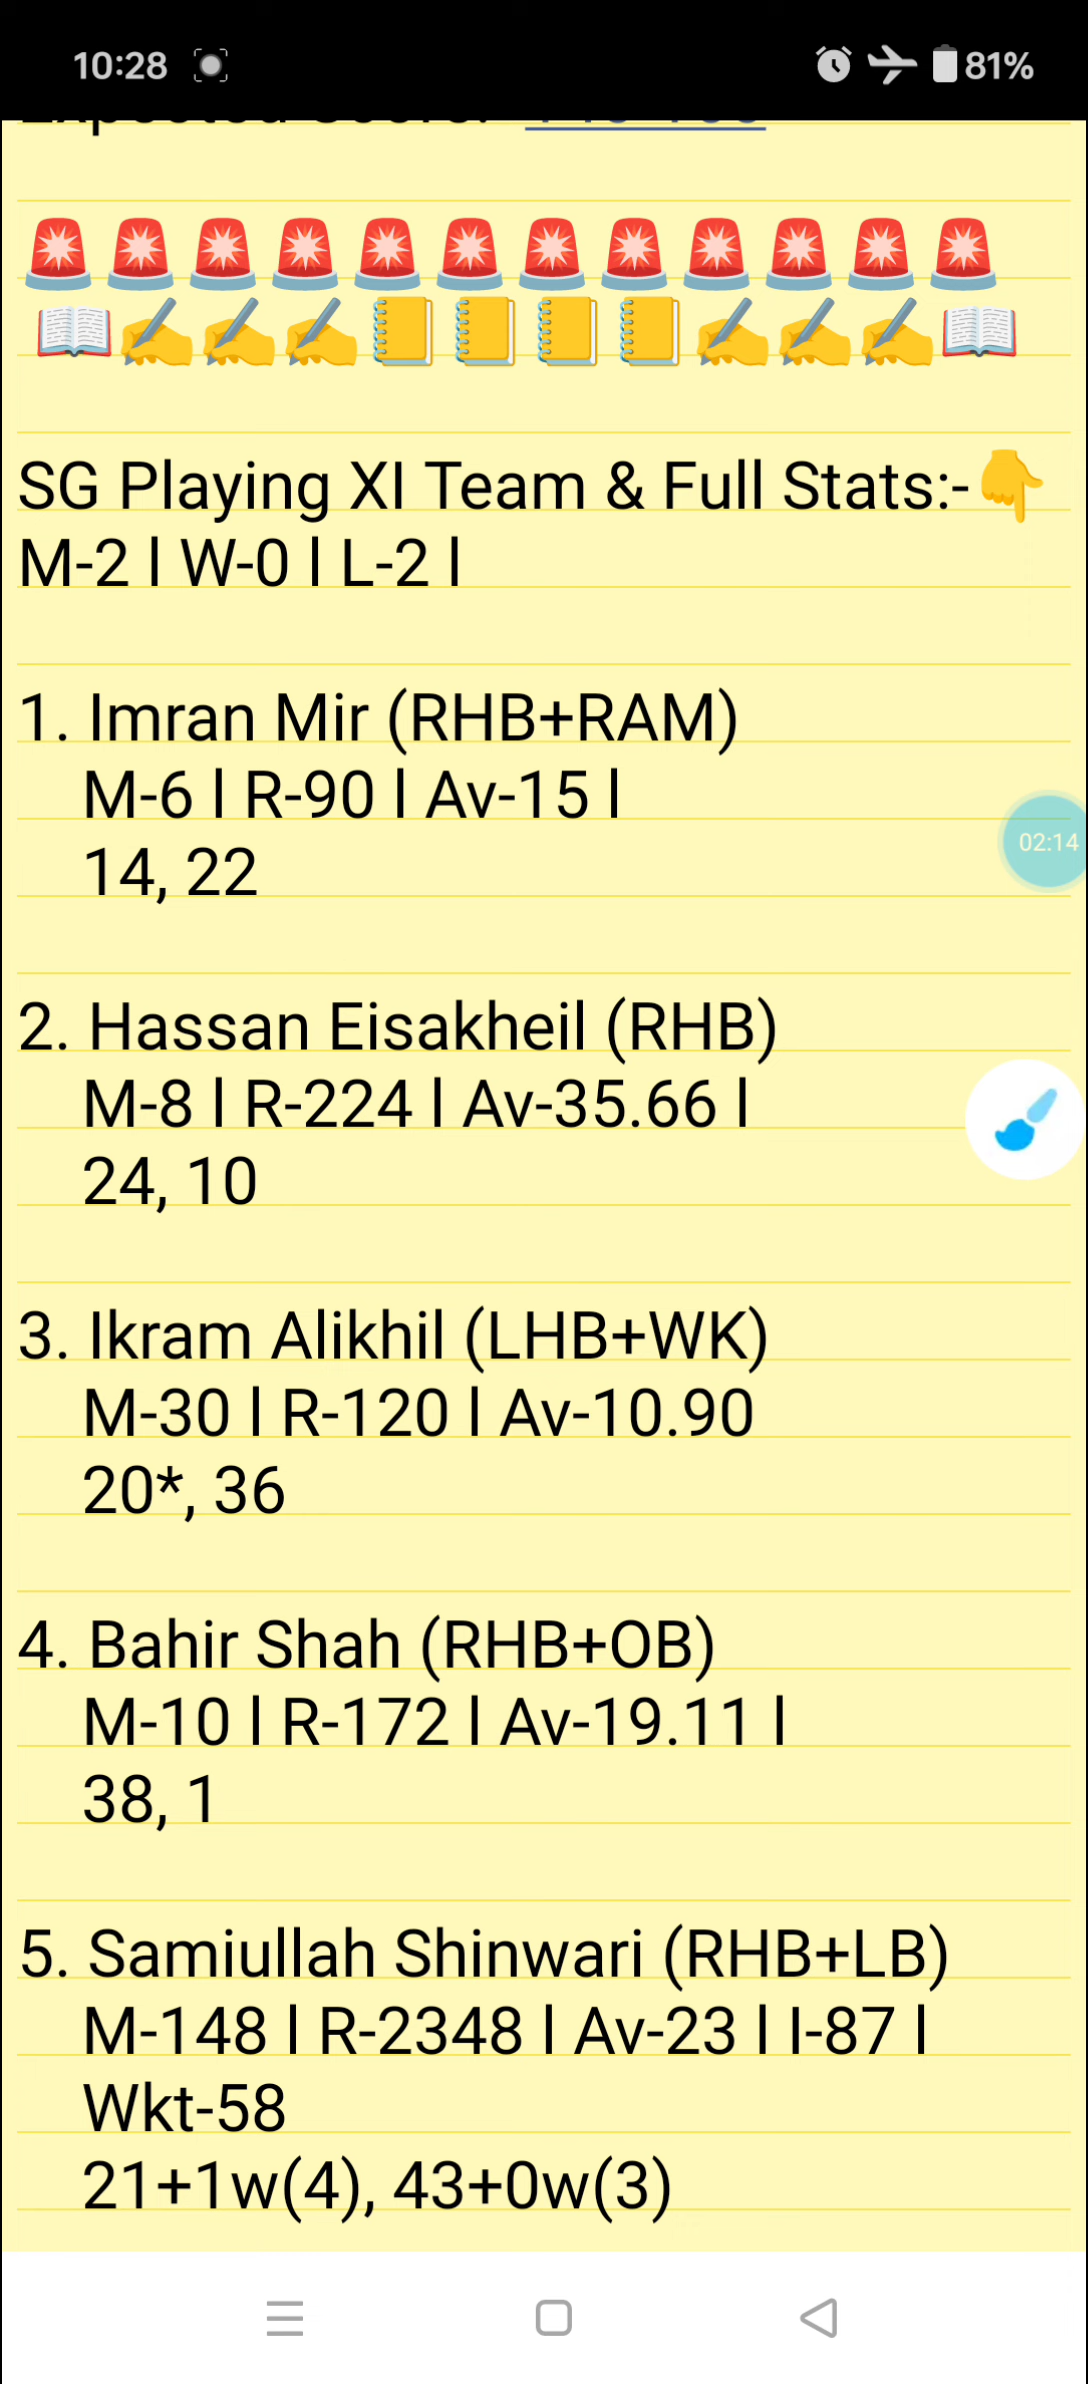 10:28 81%
SG Playing XI Team & Full Stats:-👇
M-2 l W-0 l L-2 l
1. Imran Mir (RHB+RAM)
M-6 l R-90 l Av-15 l
14, 22
02:14
2. Hassan Eisakheil (RHB)
M-8 l R-224 l Av-35.66 l
24, 10
3. Ikram Alikhil (LHB+WK)
M-30 l R-120 l Av-10.90
20*, 36
4. Bahir Shah (RHB+OB)
M-10 l R-172 l Av-19.11 l
38, 1
5. Samiullah Shinwari (RHB+LB)
M-148 l R-2348 l Av-23 l I-87 l
Wkt-58
21+1w(4), 43+0w(3)